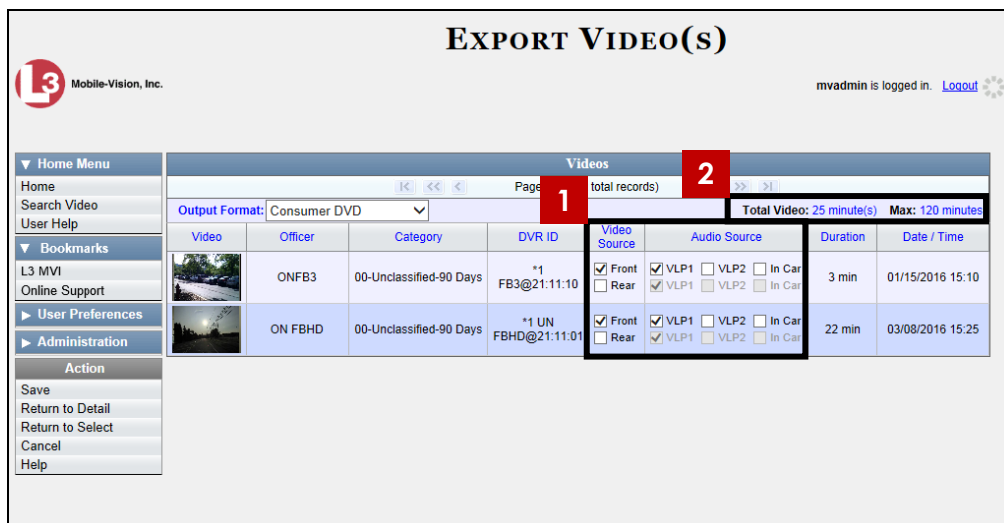 EXPORT VIDEO(S)
L3 Mobile-Vision, Inc.
mvadmin is logged in. Logout
▼ Home Menu
Home
Search Video
User Help
▼ Bookmarks
L3 MVI
Online Support
▶ User Preferences
▶ Administration
Action
Save
Return to Detail
Return to Select
Cancel
Help
Videos
|< << < Page total records) >> >|
1
2
Output Format: Consumer DVD
Total Video: 25 minute(s) Max: 120 minutes
Video Officer Category DVR ID Video Source Audio Source Duration Date / Time
ONFB3 00-Unclassified-90 Days *1 FB3@21:11:10 Front VLP1 VLP2 In Car 3 min 01/15/2016 15:10
Rear VLP1 VLP2 In Car
ON FBHD 00-Unclassified-90 Days *1 UN FBHD@21:11:01 Front VLP1 VLP2 In Car 22 min 03/08/2016 15:25
Rear VLP1 VLP2 In Car